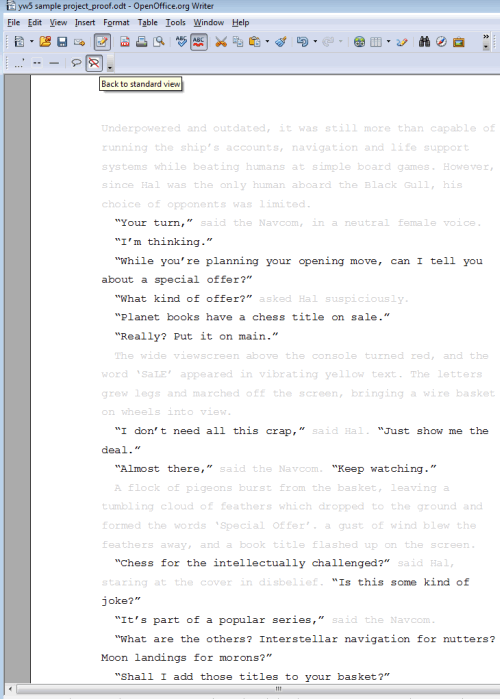 yw5 sample project_proof.odt - OpenOffice.org Writer
File Edit View Insert Format Table Tools Window Help
Back to standard view
Underpowered and outdated, it was still more than capable of
running the ship’s accounts, navigation and life support
systems while beating humans at simple board games. However,
since Hal was the only human aboard the Black Gull, his
choice of opponents was limited.
“Your turn,” said the Navcom, in a neutral female voice.
“I’m thinking.”
“While you’re planning your opening move, can I tell you
about a special offer?”
“What kind of offer?” asked Hal suspiciously.
“Planet books have a chess title on sale.”
“Really? Put it on main.”
The wide viewscreen above the console turned red, and the
word ‘SaLE’ appeared in vibrating yellow text. The letters
grew legs and marched off the screen, bringing a wire basket
on wheels into view.
“I don’t need all this crap,” said Hal. “Just show me the
deal.”
“Almost there,” said the Navcom. “Keep watching.”
A flock of pigeons burst from the basket, leaving a
tumbling cloud of feathers which dropped to the ground and
formed the words ‘Special Offer’. a gust of wind blew the
feathers away, and a book title flashed up on the screen.
“Chess for the intellectually challenged?” said Hal,
staring at the cover in disbelief. “Is this some kind of
joke?”
“It’s part of a popular series,” said the Navcom.
“What are the others? Interstellar navigation for nutters?
Moon landings for morons?”
“Shall I add those titles to your basket?”